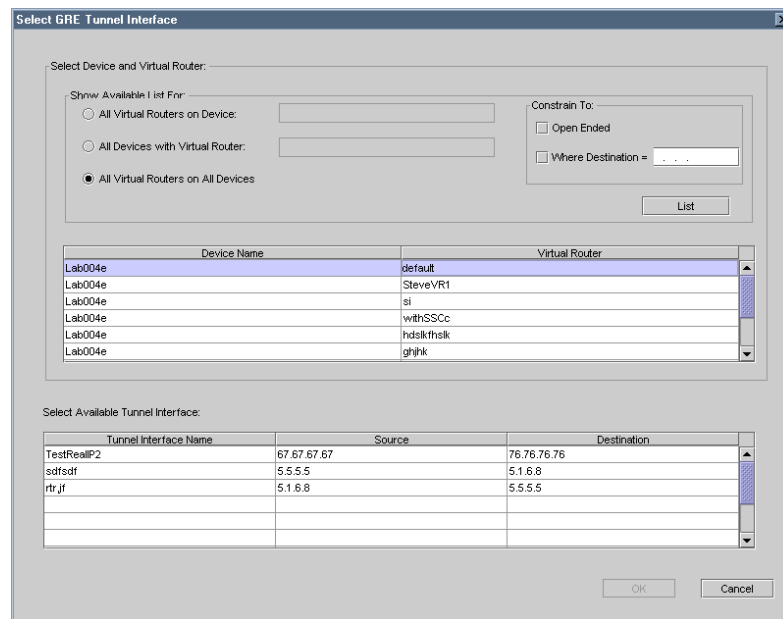 Select GRE Tunnel Interface
Select Device and Virtual Router:
Show Available List For:
All Virtual Routers on Device:
All Devices with Virtual Router:
All Virtual Routers on All Devices
Constrain To:
Open Ended
Where Destination = . . .
List
Device Name Virtual Router
Lab004e default
Lab004e SteveVR1
Lab004e si
Lab004e withSSCc
Lab004e hdslkfhslk
Lab004e ghjhk
Select Available Tunnel Interface:
Tunnel Interface Name Source Destination
TestRealIP2 67.67.67.67 76.76.76.76
sdfsdf 5.5.5.5 5.1.6.8
rtr,jf 5.1.6.8 5.5.5.5
OK Cancel